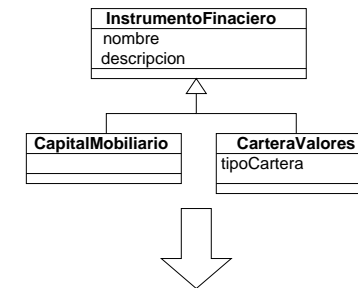 InstrumentoFinaciero
nombre
descripcion
CapitalMobiliario
CarteraValores
tipoCartera